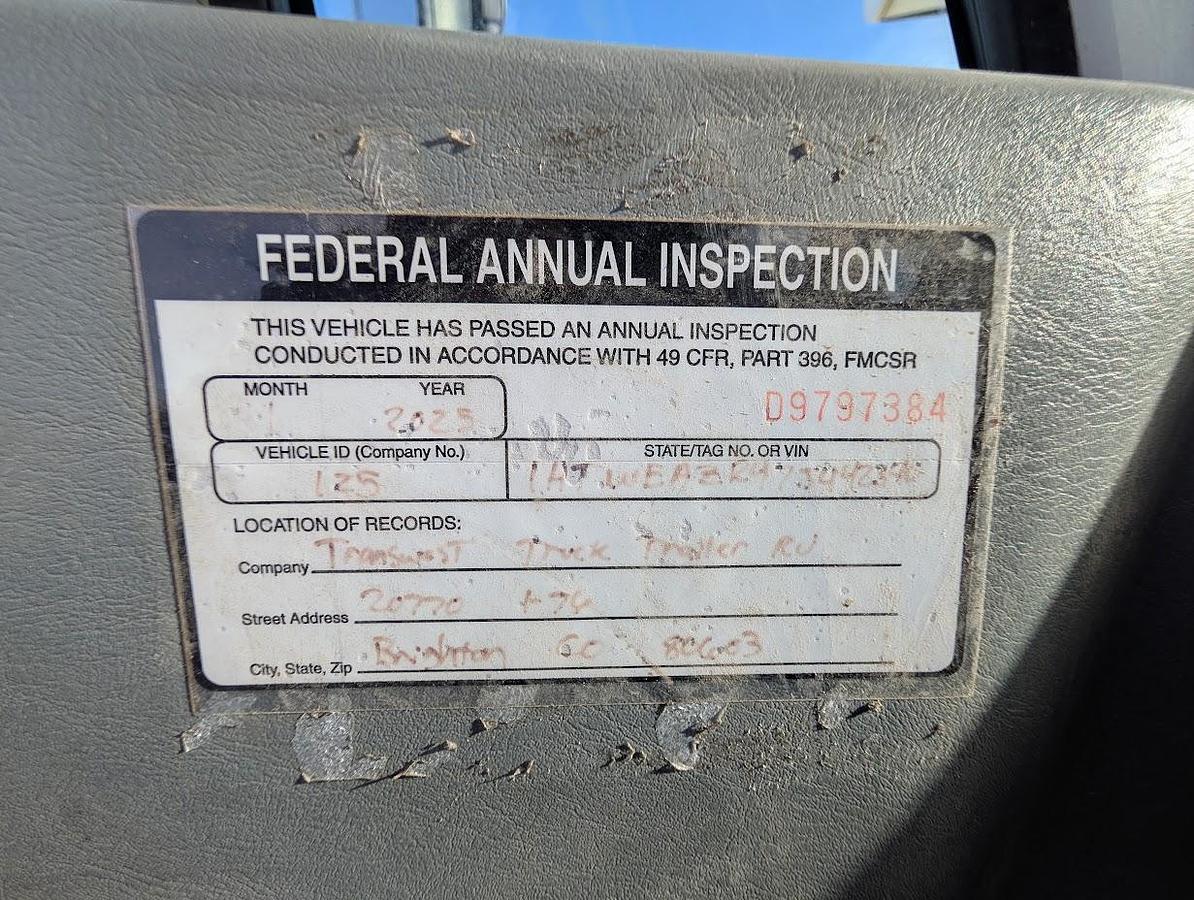 FEDERAL ANNUAL INSPECTION
THIS VEHICLE HAS PASSED AN ANNUAL INSPECTION
CONDUCTED IN ACCORDANCE WITH 49 CFR, PART 396, FMCSR
MONTH YEAR
2025
D9797384
VEHICLE ID (Company No.) STATE/TAG NO. OR VIN
125
LOCATION OF RECORDS:
Company Transwest Truck Trailer RV
Street Address 20770 I-76
City, State, Zip Brighton CO 80603